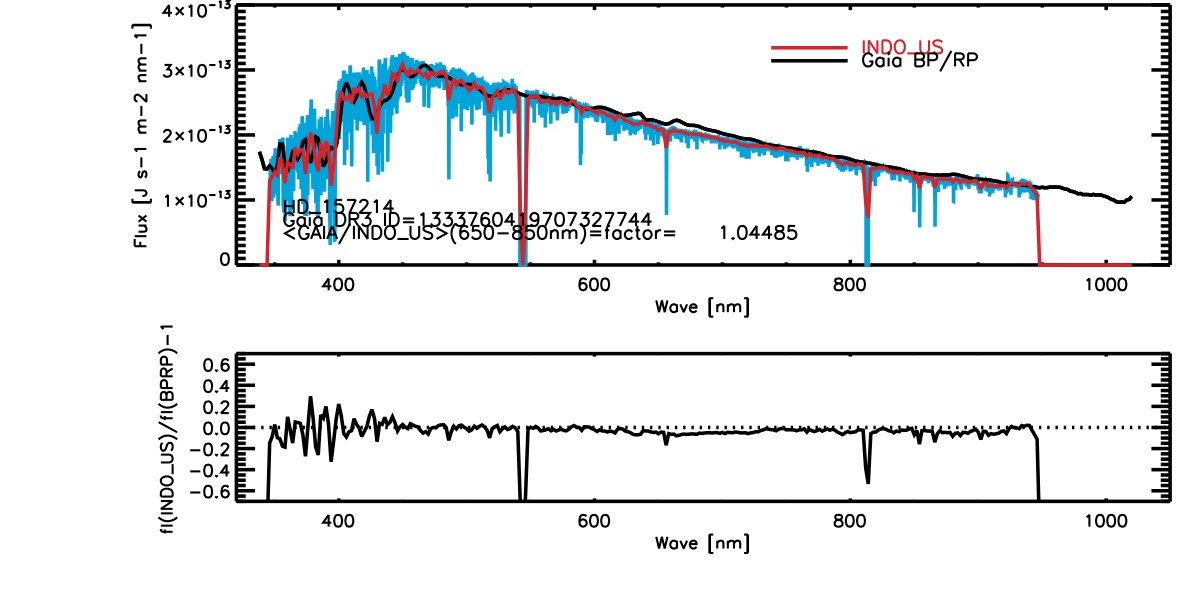 4×10−13
3×10−13
2×10−13
1×10−13
0
Flux [J s−1 m−2 nm−1]
INDO_US
Gaia BP/RP
HD_157214
Gaia DR3 ID=1333760419707327744
<GAIA/INDO_US>(650−850nm)=factor= 1.04485
400 600 800 1000
Wave [nm]
0.6
0.4
0.2
0.0
−0.2
−0.4
−0.6
fl(INDO_US)/fl(BPRP)−1
400 600 800 1000
Wave [nm]